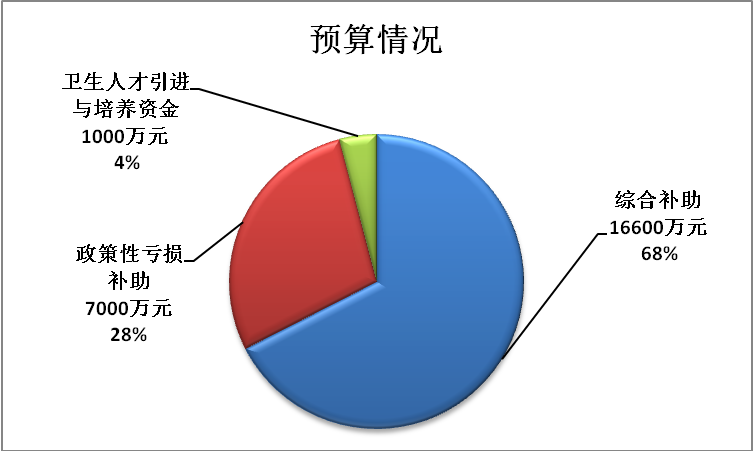 预算情况
卫生人才引进
与培养资金
1000万元
4%
综合补助
16600万元
68%
政策性亏损
补助
7000万元
28%